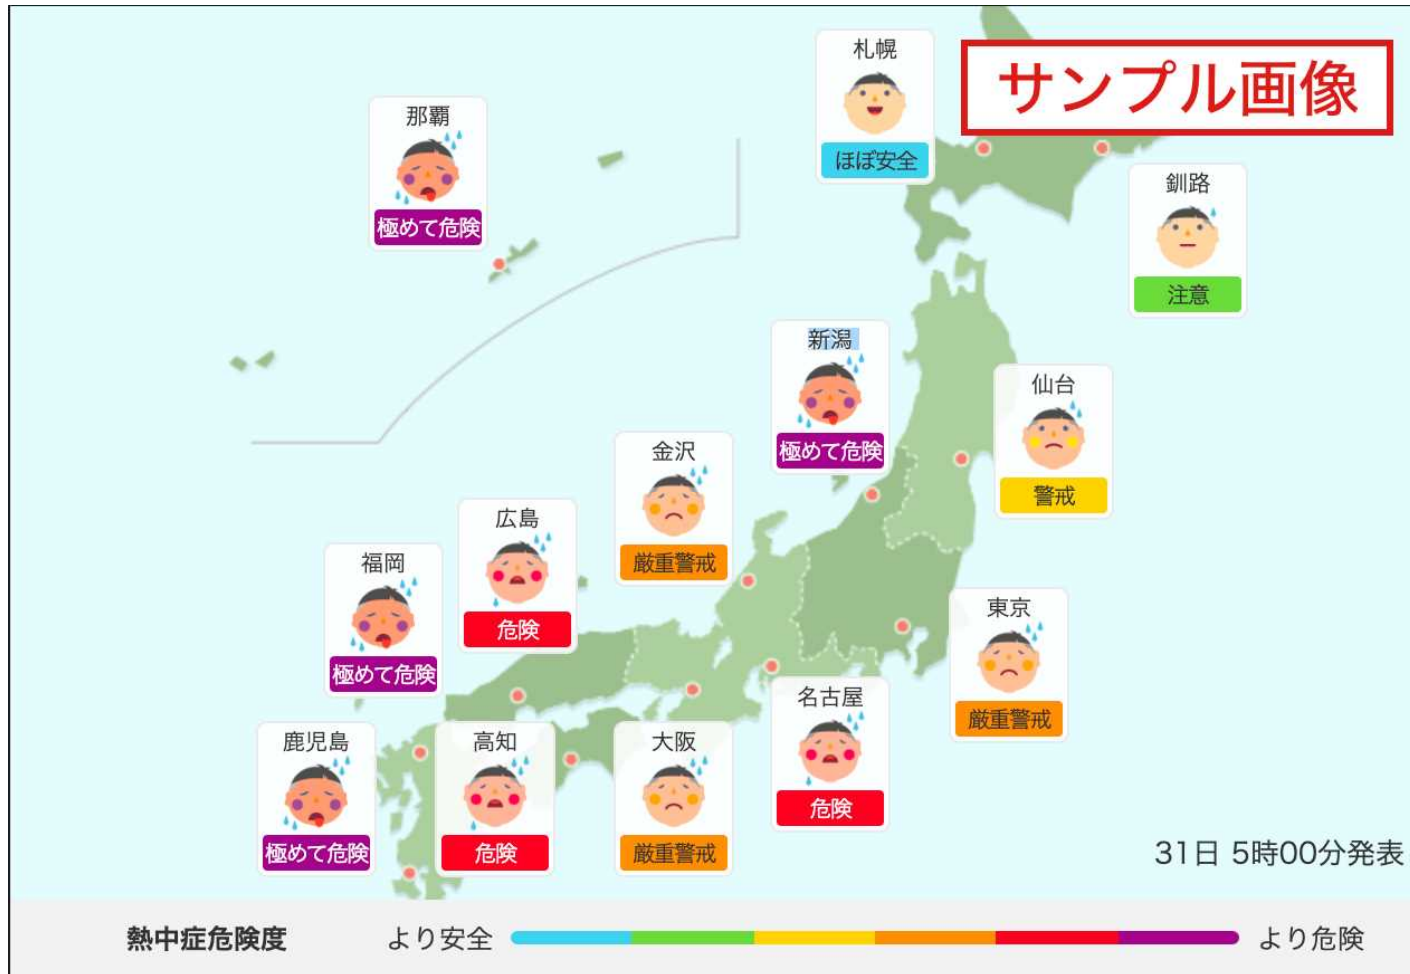 札幌
ほぼ安全
サンプル画像
那覇
極めて危険
釧路
注意
新潟
極めて危険
仙台
警戒
金沢
厳重警戒
広島
危険
福岡
極めて危険
東京
厳重警戒
名古屋
危険
鹿児島
極めて危険
高知
危険
大阪
厳重警戒
31日 5時00分発表
熱中症危険度
より安全
より危険